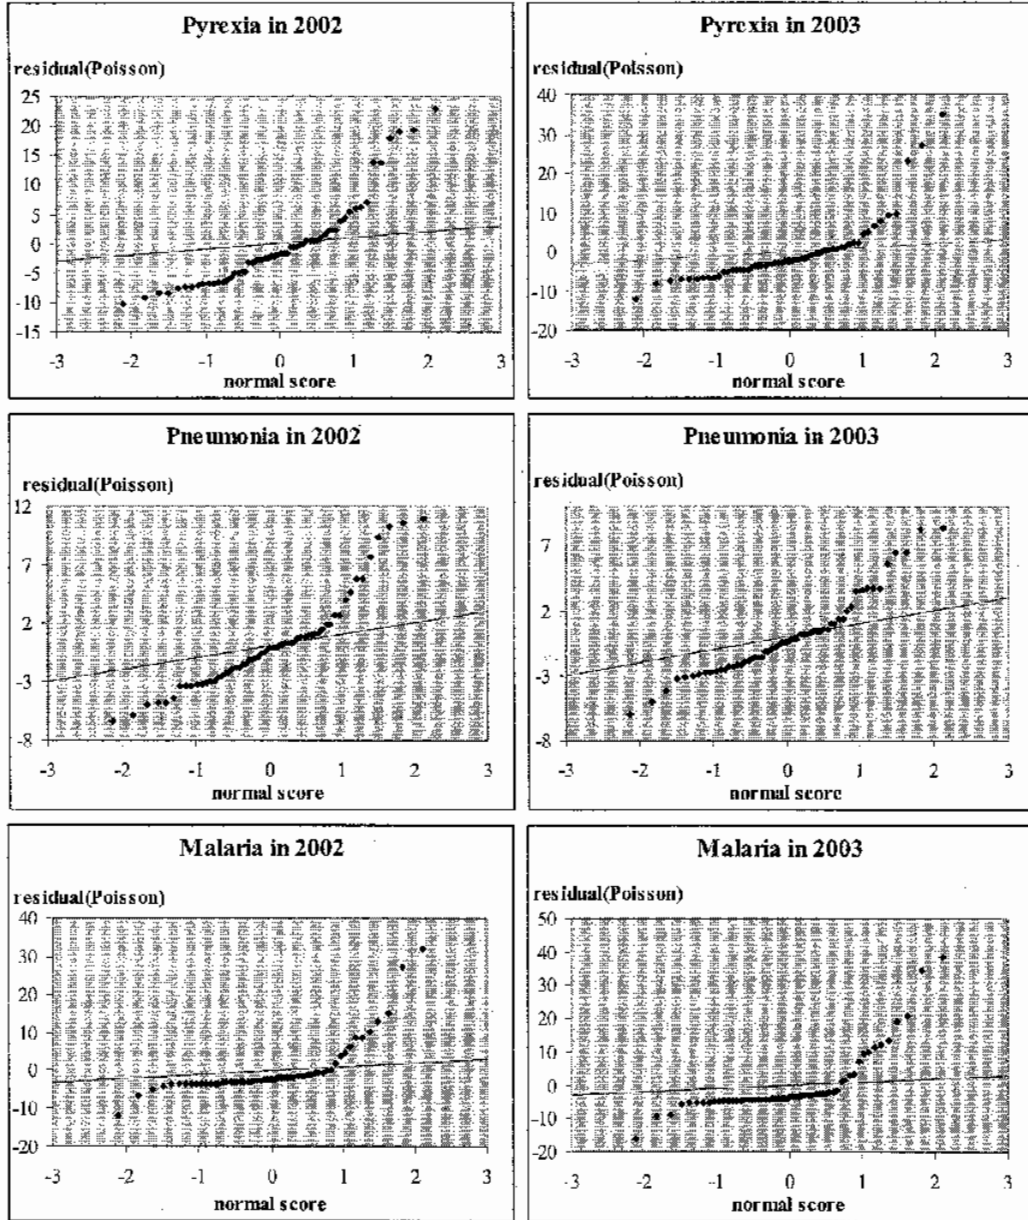 Pyrexia in 2002
residual(Poisson)
25
20
15
10
5
0
-5
-10
-15
-3 -2 -1 0 1 2 3
normal score
Pyrexia in 2003
residual(Poisson)
40
30
20
10
0
-10
-20
-3 -2 -1 0 1 2 3
normal score
Pneumonia in 2002
residual(Poisson)
12
7
2
-3
-8
-3 -2 -1 0 1 2 3
normal score
Pneumonia in 2003
residual(Poisson)
7
2
-3
-8
-3 -2 -1 0 1 2 3
normal score
Malaria in 2002
residual(Poisson)
40
30
20
10
0
-10
-20
-3 -2 -1 0 1 2 3
normal score
Malaria in 2003
residual(Poisson)
50
40
30
20
10
0
-10
-20
-3 -2 -1 0 1 2 3
normal score